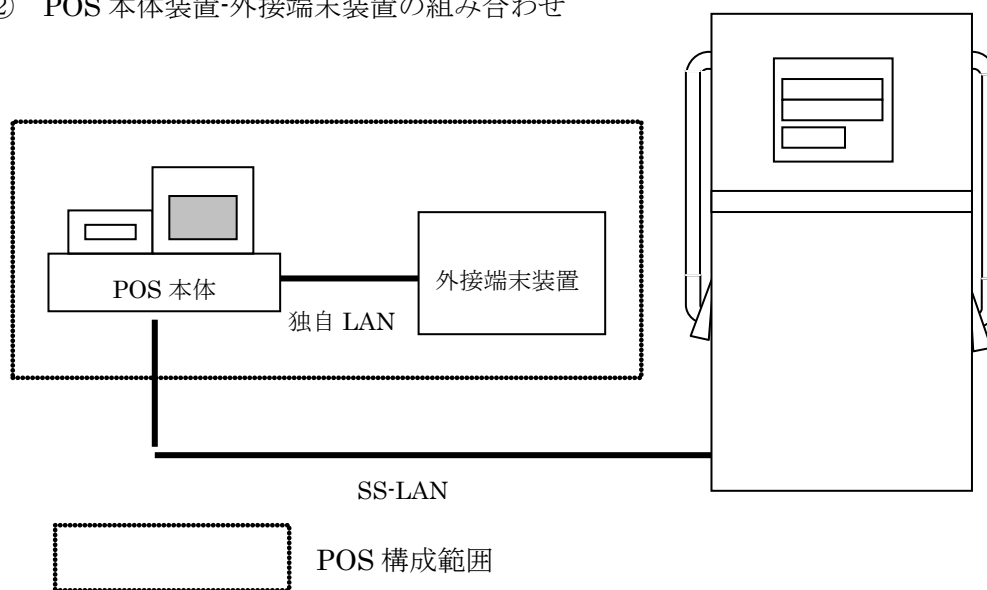 ② POS 本体装置-外接端末装置の組み合わせ
POS 本体
外接端末装置
独自 LAN
SS-LAN
POS 構成範囲